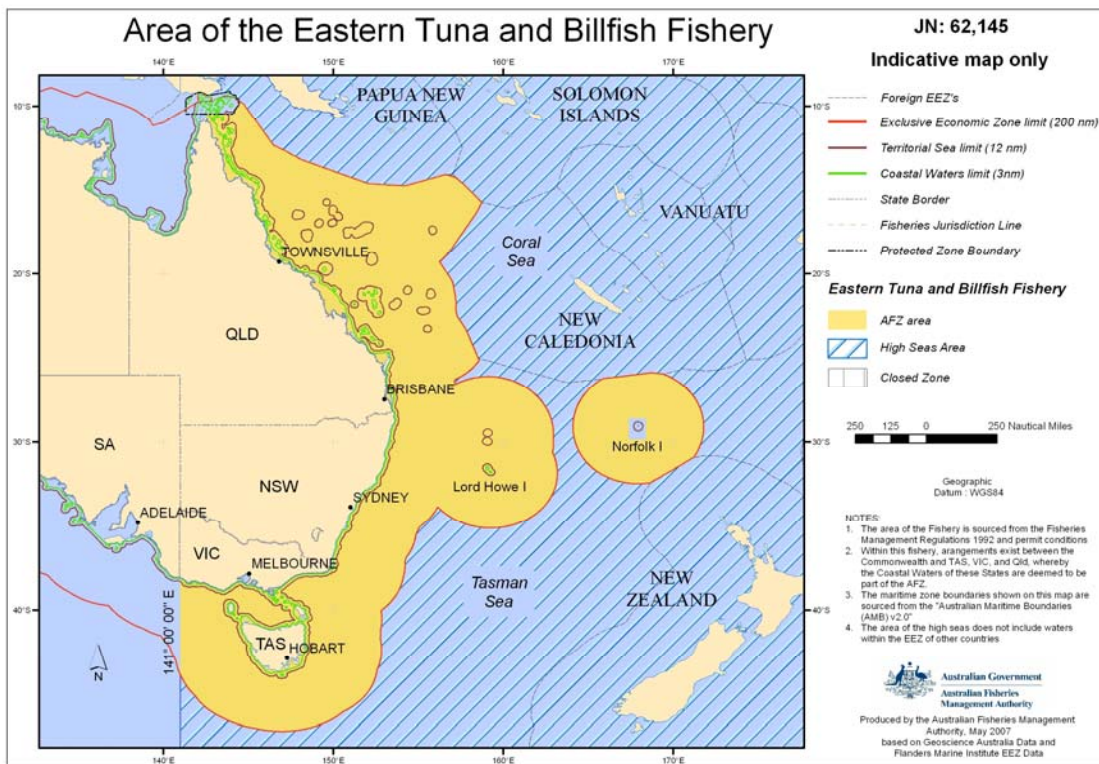 Area of the Eastern Tuna and Billfish Fishery
140°E
150°E
160°E
170°E
10°S
20°S
30°S
40°S
10°S
20°S
30°S
40°S
140°E
150°E
160°E
170°E
PAPUA NEW
GUINEA
SOLOMON
ISLANDS
VANUATU
Coral
Sea
TOWNSVILLE
QLD
NEW
CALEDONIA
BRISBANE
SA
NSW
Lord Howe I
Norfolk I
SYDNEY
ADELAIDE
VIC
MELBOURNE
Tasman
Sea
NEW
ZEALAND
TAS
HOBART
141° 00' 00" E
N
JN: 62,145
Indicative map only
Foreign EEZ's
Exclusive Economic Zone limit (200 nm)
Territorial Sea limit (12 nm)
Coastal Waters limit (3nm)
State Border
Fisheries Jurisdiction Line
Protected Zone Boundary
Eastern Tuna and Billfish Fishery
AFZ area
High Seas Area
Closed Zone
250 125 0 250 Nautical Miles
Geographic
Datum : WGS84
NOTES:
1. The area of the Fishery is sourced from the Fisheries
Management Regulations 1992 and permit conditions
2. Within this fishery, arangements exist between the
Commonwealth and TAS, VIC, and Qld, whereby
the Coastal Waters of these States are deemed to be
part of the AFZ.
3. The maritime zone boundaries shown on this map are
sourced from the "Australian Maritime Boundaries
(AMB) v2.0"
4. The area of the high seas does not include waters
within the EEZ of other countries
Australian Government
Australian Fisheries
Management Authority
Produced by the Australian Fisheries Management
Authority, May 2007
based on Geoscience Australia Data and
Flanders Marine Institute EEZ Data